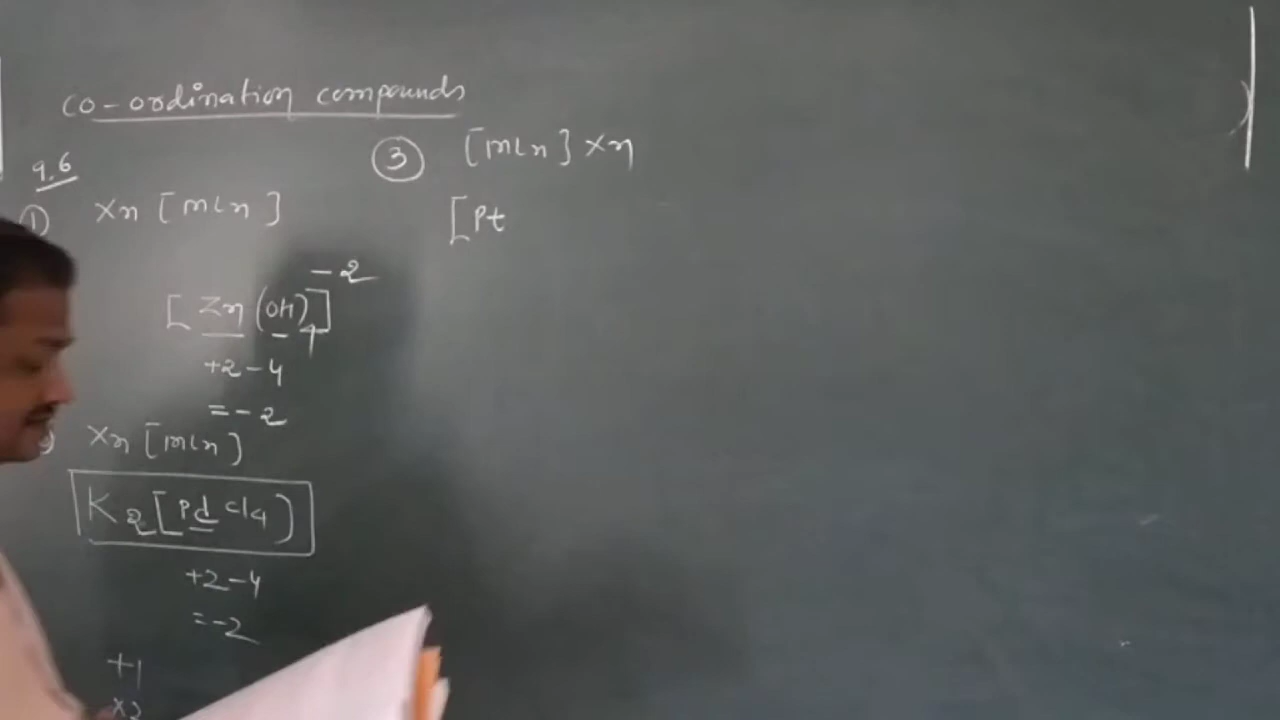 co-ordination compounds
9.6
① Xn [MLn]
[Zn(OH)4]-2
+2-4
=-2
Xn [MLn]
K2[PdCl4)
+2-4
=-2
+1
×2
③ [MLn] Xn
[Pt